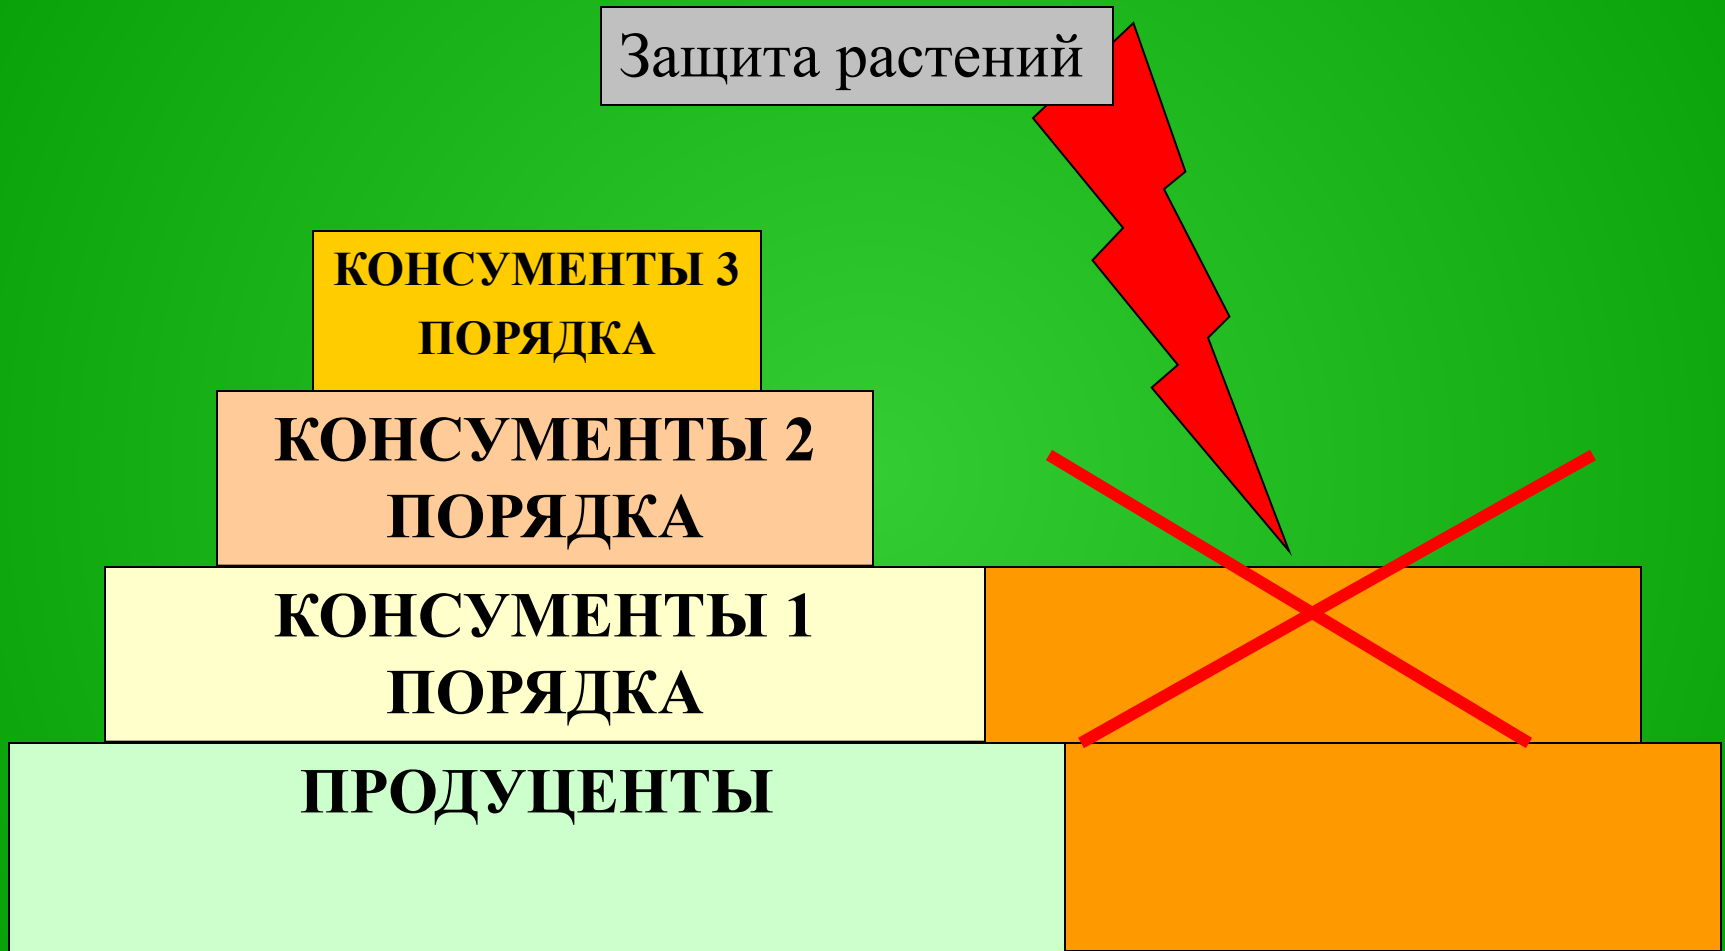 Защита растений
КОНСУМЕНТЫ 3
ПОРЯДКА
КОНСУМЕНТЫ 2
ПОРЯДКА
КОНСУМЕНТЫ 1
ПОРЯДКА
ПРОДУЦЕНТЫ